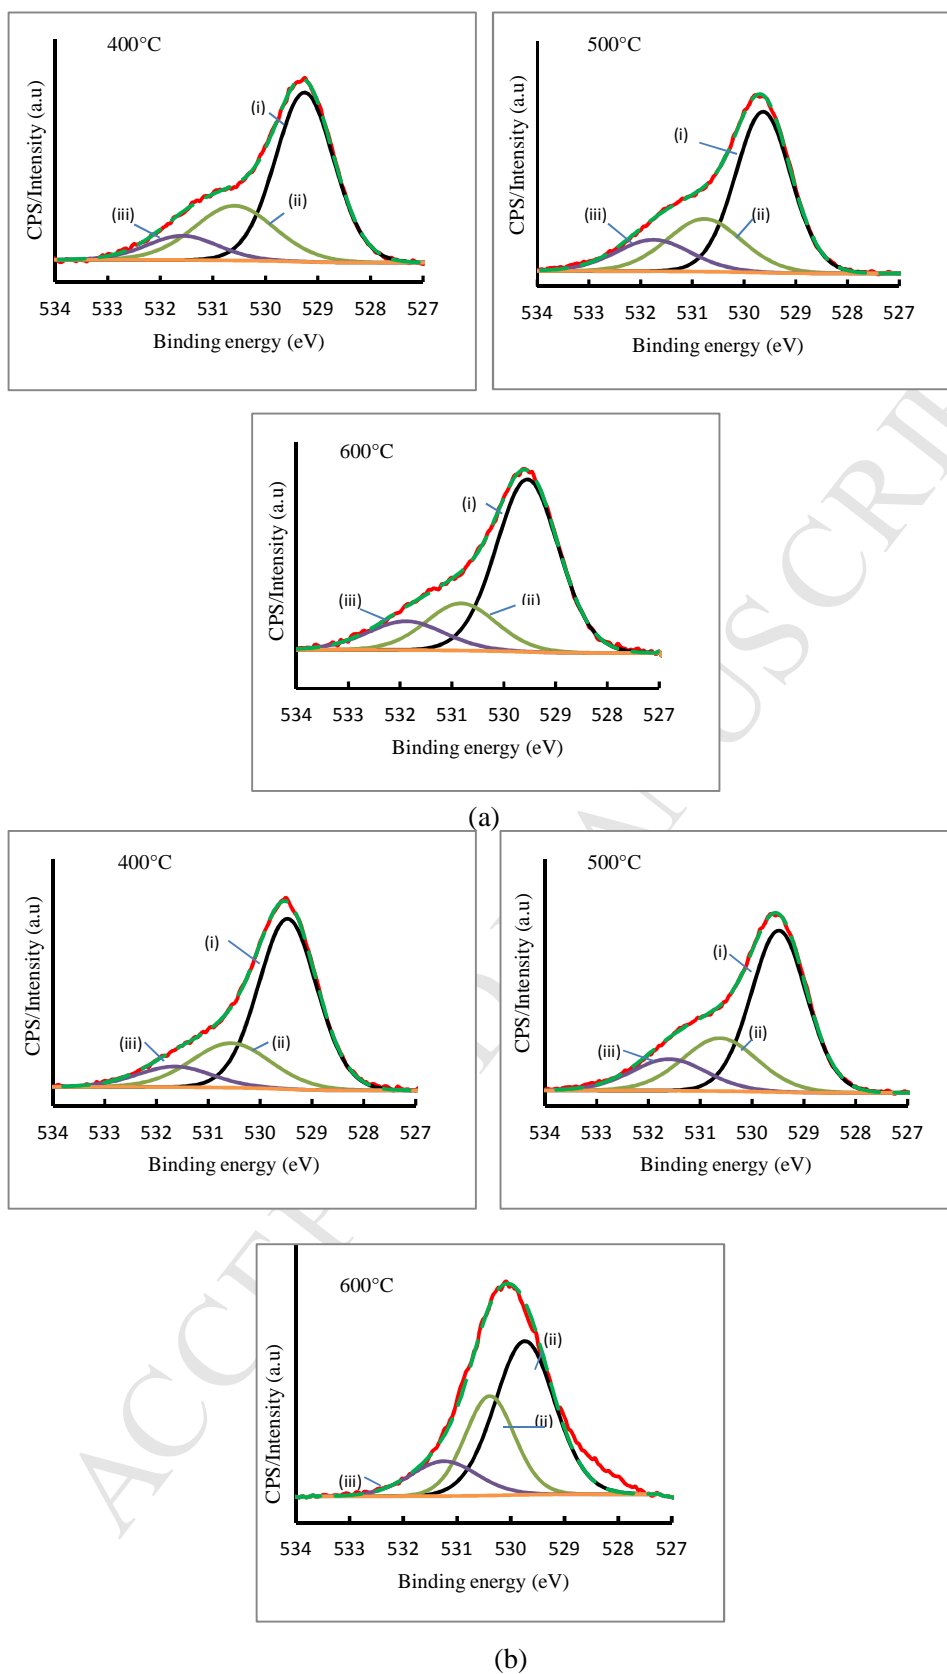 400°C
CPS/Intensity (a.u)
(i)
(ii)
(iii)
534 533 532 531 530 529 528 527
Binding energy (eV)
500°C
CPS/Intensity (a.u)
(i)
(ii)
(iii)
534 533 532 531 530 529 528 527
Binding energy (eV)
600°C
CPS/Intensity (a.u)
(i)
(ii)
(iii)
534 533 532 531 530 529 528 527
Binding energy (eV)
(a)
400°C
CPS/Intensity (a.u)
(i)
(ii)
(iii)
534 533 532 531 530 529 528 527
Binding energy (eV)
500°C
CPS/Intensity (a.u)
(i)
(ii)
(iii)
534 533 532 531 530 529 528 527
Binding energy (eV)
600°C
CPS/Intensity (a.u)
(ii)
(ii)
(iii)
534 533 532 531 530 529 528 527
Binding energy (eV)
(b)